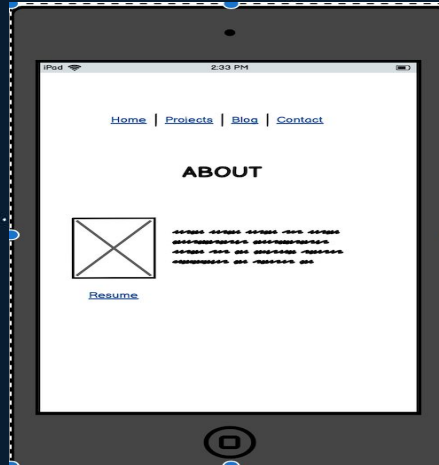 iPod 2:33 PM
Home | Projects | Blog | Contact
ABOUT
Resume